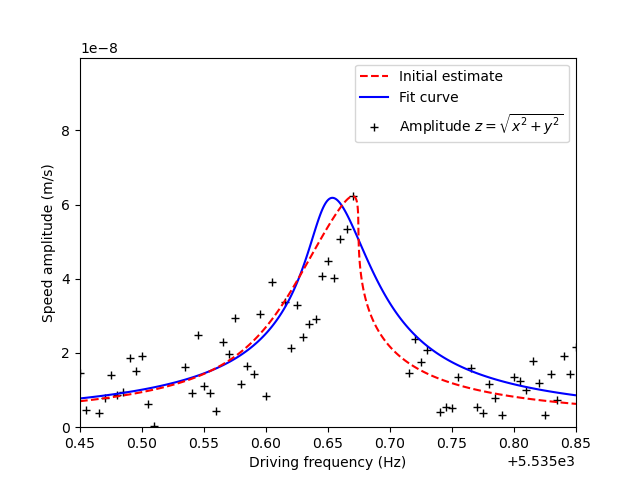 1e−8
Initial estimate
Fit curve
Amplitude z = √x² + y²
Speed amplitude (m/s)
8
6
4
2
0
0.45 0.50 0.55 0.60 0.65 0.70 0.75 0.80 0.85
Driving frequency (Hz)
+5.535e3